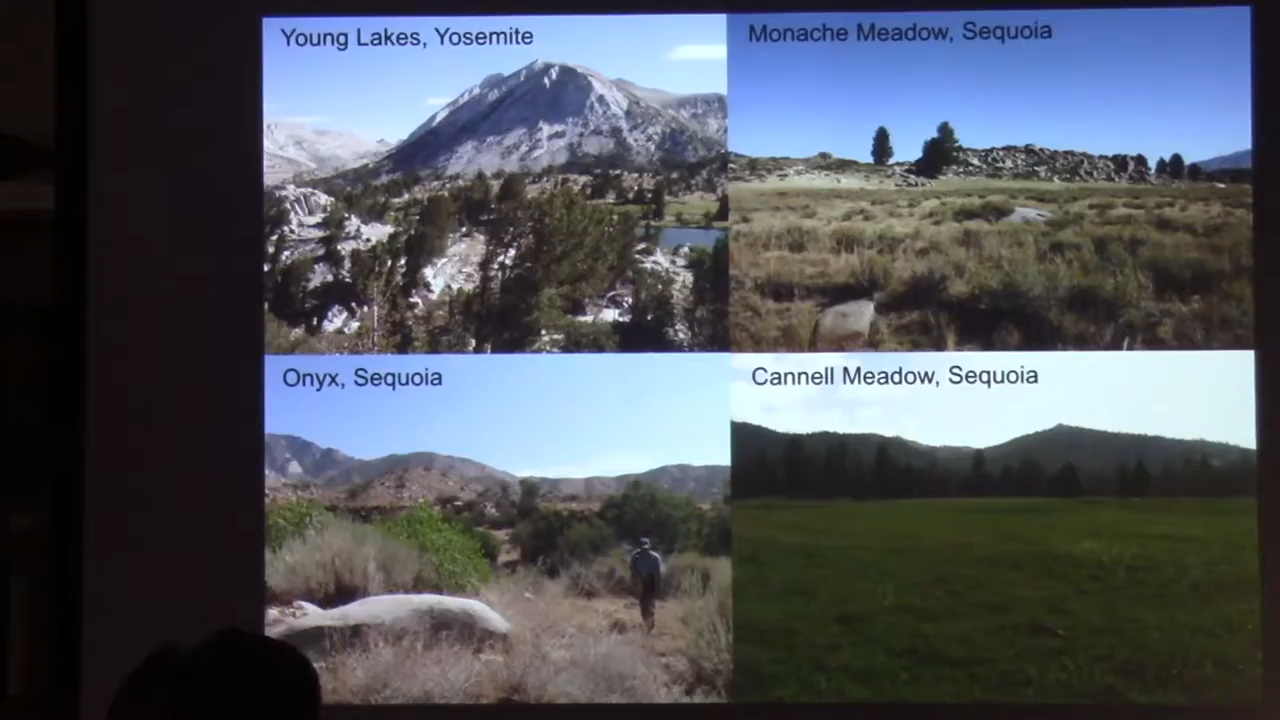 Young Lakes, Yosemite
Monache Meadow, Sequoia
Onyx, Sequoia
Cannell Meadow, Sequoia